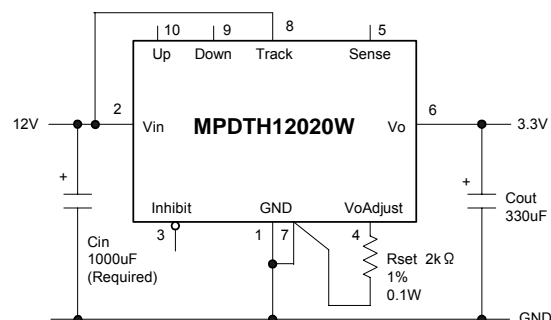 10 9 8 5
Up Down Track Sense
2 6
12V Vin MPDTH12020W Vo 3.3V
+ +
Inhibit GND VoAdjust
Cout
330uF
3 1 7 4
Cin
1000uF
(Required)
Rset 2kΩ
1%
0.1W
GND